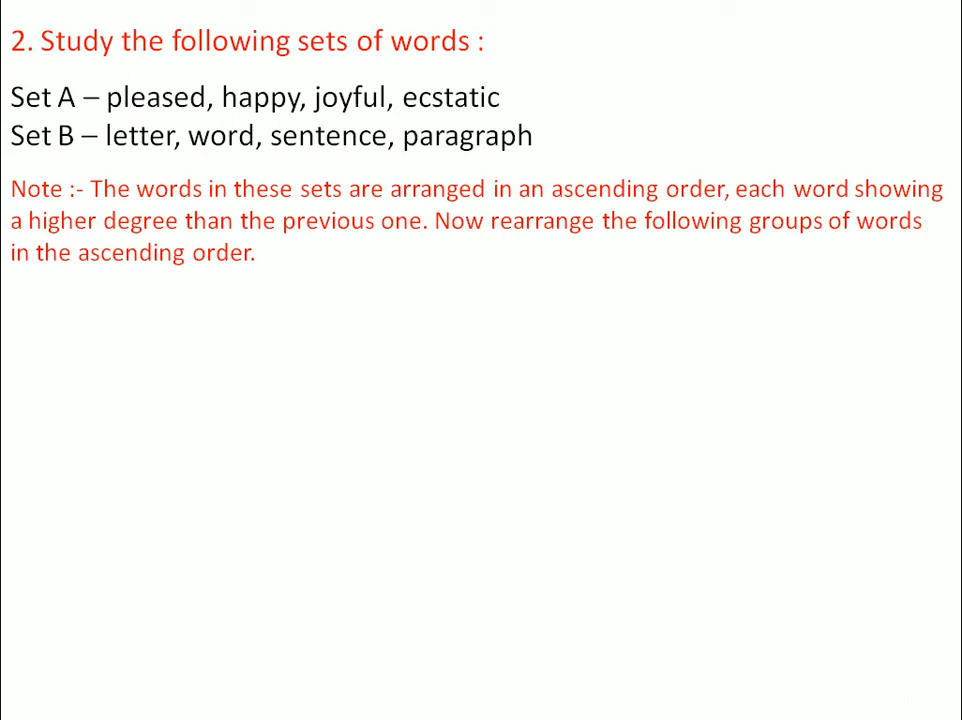 2. Study the following sets of words :
Set A – pleased, happy, joyful, ecstatic
Set B – letter, word, sentence, paragraph
Note :- The words in these sets are arranged in an ascending order, each word showing
a higher degree than the previous one. Now rearrange the following groups of words
in the ascending order.